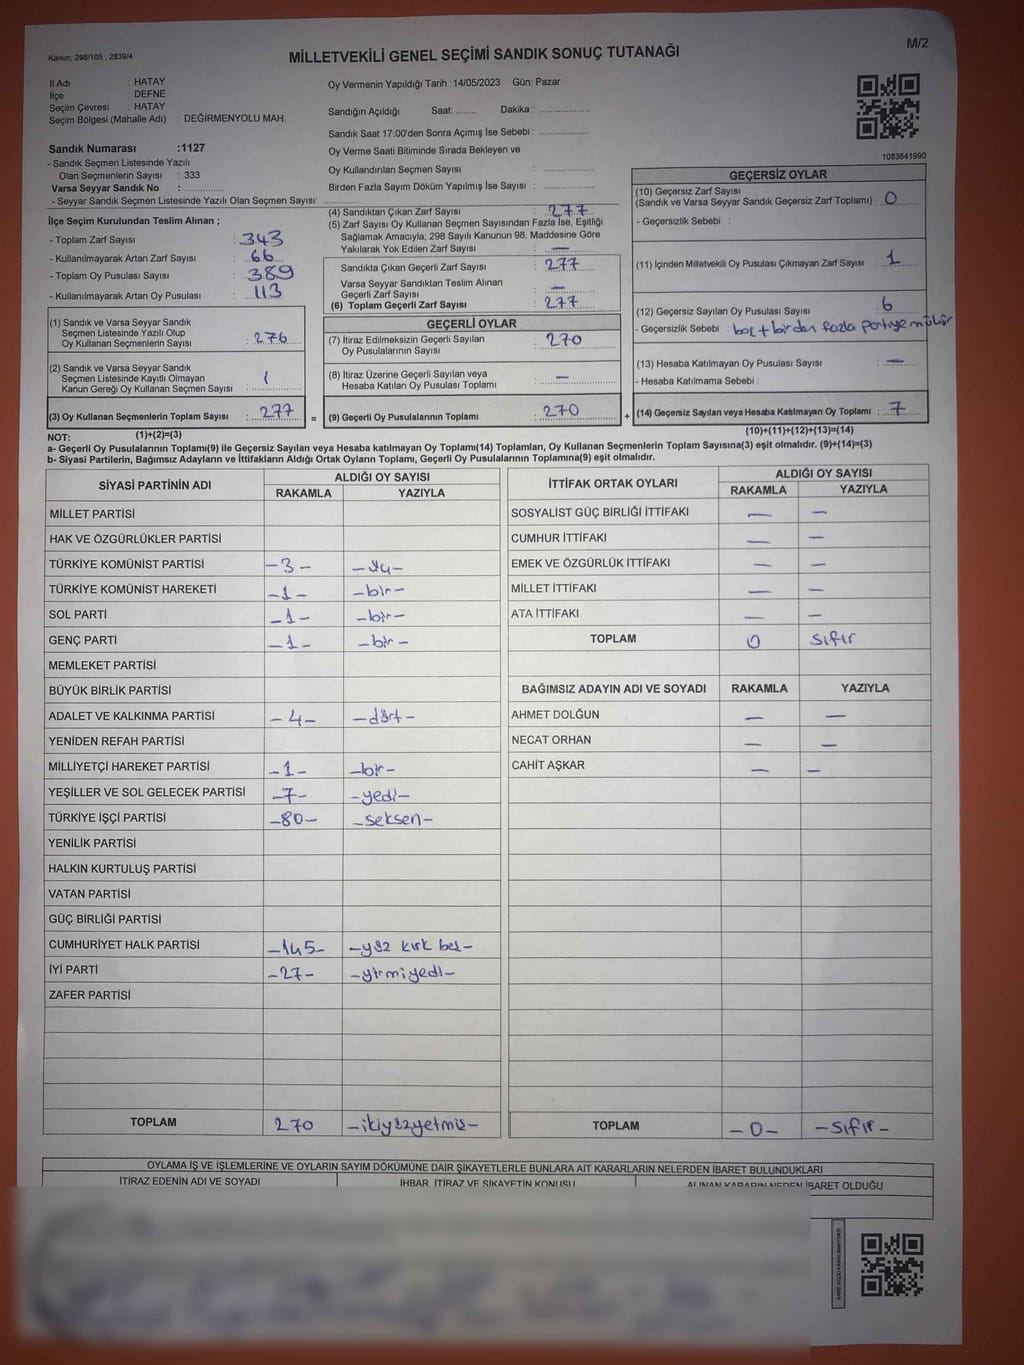 Kanun; 298/105 , 2839/4
MİLLETVEKİLİ GENEL SEÇİMİ SANDIK SONUÇ TUTANAĞI
M/2
İl Adı : HATAY
İlçe : DEFNE
Seçim Çevresi : HATAY
Seçim Bölgesi (Mahalle Adı) : DEĞİRMENYOLU MAH.
Sandık Numarası :1127
- Sandık Seçmen Listesinde Yazılı
Olan Seçmenlerin Sayısı : 333
Varsa Seyyar Sandık No : ..............
- Seyyar Sandık Seçmen Listesinde Yazılı Olan Seçmen Sayısı: ..............
Oy Vermenin Yapıldığı Tarih : 14/05/2023 Gün: Pazar
Sandığın Açıldığı Saat: ........ Dakika : ..................
Sandık Saat 17:00'den Sonra Açımış İse Sebebi : ..................
Oy Verme Saati Bitiminde Sırada Bekleyen ve
Oy Kullandırılan Seçmen Sayısı : ..................
Birden Fazla Sayım Döküm Yapılmış İse Sayısı : ..................
1083641990
İlçe Seçim Kurulundan Teslim Alınan ;
- Toplam Zarf Sayısı : 343
- Kullanılmayarak Artan Zarf Sayısı : 66
- Toplam Oy Pusulası Sayısı : 389
- Kullanılmayarak Artan Oy Pusulası : 113
(1) Sandık ve Varsa Seyyar Sandık
Seçmen Listesinde Yazılı Olup
Oy Kullanan Seçmenlerin Sayısı : 276
(2) Sandık ve Varsa Seyyar Sandık
Seçmen Listesinde Kayıtlı Olmayan
Kanun Gereği Oy Kullanan Seçmen Sayısı : 1
(3) Oy Kullanan Seçmenlerin Toplam Sayısı : 277 =
(1)+(2)=(3)
(4) Sandıktan Çıkan Zarf Sayısı : 277
(5) Zarf Sayısı Oy Kullanan Seçmen Sayısından Fazla İse, Eşitliği
Sağlamak Amacıyla; 298 Sayılı Kanunun 98. Maddesine Göre
Yakılarak Yok Edilen Zarf Sayısı : —
Sandıkta Çıkan Geçerli Zarf Sayısı : 277
Varsa Seyyar Sandıktan Teslim Alınan
Geçerli Zarf Sayısı : —
(6) Toplam Geçerli Zarf Sayısı : 277
GEÇERLİ OYLAR
(7) İtiraz Edilmeksizin Geçerli Sayılan
Oy Pusulalarının Sayısı : 270
(8) İtiraz Üzerine Geçerli Sayılan veya
Hesaba Katılan Oy Pusulası Toplamı : —
(9) Geçerli Oy Pusulalarının Toplamı : 270 +
GEÇERSİZ OYLAR
(10) Geçersiz Zarf Sayısı
(Sandık ve Varsa Seyyar Sandık Geçersiz Zarf Toplamı) : 0
- Geçersizlik Sebebi :
(11) İçinden Milletvekili Oy Pusulası Çıkmayan Zarf Sayısı : 1
(12) Geçersiz Sayılan Oy Pusulası Sayısı : 6
- Geçersizlik Sebebi : boş + birden fazla partiye mühür
(13) Hesaba Katılmayan Oy Pusulası Sayısı : —
- Hesaba Katılmama Sebebi :
(14) Geçersiz Sayılan veya Hesaba Katılmayan Oy Toplamı : 7
(10)+(11)+(12)+(13)=(14)
NOT:
a- Geçerli Oy Pusulalarının Toplamı(9) ile Geçersiz Sayılan veya Hesaba katılmayan Oy Toplamı(14) Toplamları, Oy Kullanan Seçmenlerin Toplam Sayısına(3) eşit olmalıdır. (9)+(14)=(3)
b- Siyasi Partilerin, Bağımsız Adayların ve İttifakların Aldığı Ortak Oyların Toplamı, Geçerli Oy Pusulalarının Toplamına(9) eşit olmalıdır.
SİYASİ PARTİNİN ADI ALDIĞI OY SAYISI
RAKAMLA YAZIYLA
MİLLET PARTİSİ
HAK VE ÖZGÜRLÜKLER PARTİSİ
TÜRKİYE KOMÜNİST PARTİSİ -3- -üç-
TÜRKİYE KOMÜNİST HAREKETİ -1- -bir-
SOL PARTİ -1- -bir-
GENÇ PARTİ -1- -bir-
MEMLEKET PARTİSİ
BÜYÜK BİRLİK PARTİSİ
ADALET VE KALKINMA PARTİSİ -4- -dört-
YENİDEN REFAH PARTİSİ
MİLLİYETÇİ HAREKET PARTİSİ -1- -bir-
YEŞİLLER VE SOL GELECEK PARTİSİ -7- -yedi-
TÜRKİYE İŞÇİ PARTİSİ -80- -seksen-
YENİLİK PARTİSİ
HALKIN KURTULUŞ PARTİSİ
VATAN PARTİSİ
GÜÇ BİRLİĞİ PARTİSİ
CUMHURİYET HALK PARTİSİ -145- -yüz kırk beş-
İYİ PARTİ -27- -yirmiyedi-
ZAFER PARTİSİ
TOPLAM 270 -ikiyüzyetmiş-
İTTİFAK ORTAK OYLARI ALDIĞI OY SAYISI
RAKAMLA YAZIYLA
SOSYALİST GÜÇ BİRLİĞİ İTTİFAKI — —
CUMHUR İTTİFAKI — —
EMEK VE ÖZGÜRLÜK İTTİFAKI — —
MİLLET İTTİFAKI — —
ATA İTTİFAKI — —
TOPLAM 0 sıfır
BAĞIMSIZ ADAYIN ADI VE SOYADI RAKAMLA YAZIYLA
AHMET DOLĞUN — —
NECAT ORHAN — —
CAHİT AŞKAR — —
TOPLAM -0- -sıfır-
OYLAMA İŞ VE İŞLEMLERİNE VE OYLARIN SAYIM DÖKÜMÜNE DAİR ŞİKAYETLERLE BUNLARA AİT KARARLARIN NELERDEN İBARET BULUNDUKLARI
İTİRAZ EDENİN ADI VE SOYADI İHBAR, İTİRAZ VE ŞİKAYETİN KONUSU ALINAN KARARIN NEDEN İBARET OLDUĞU